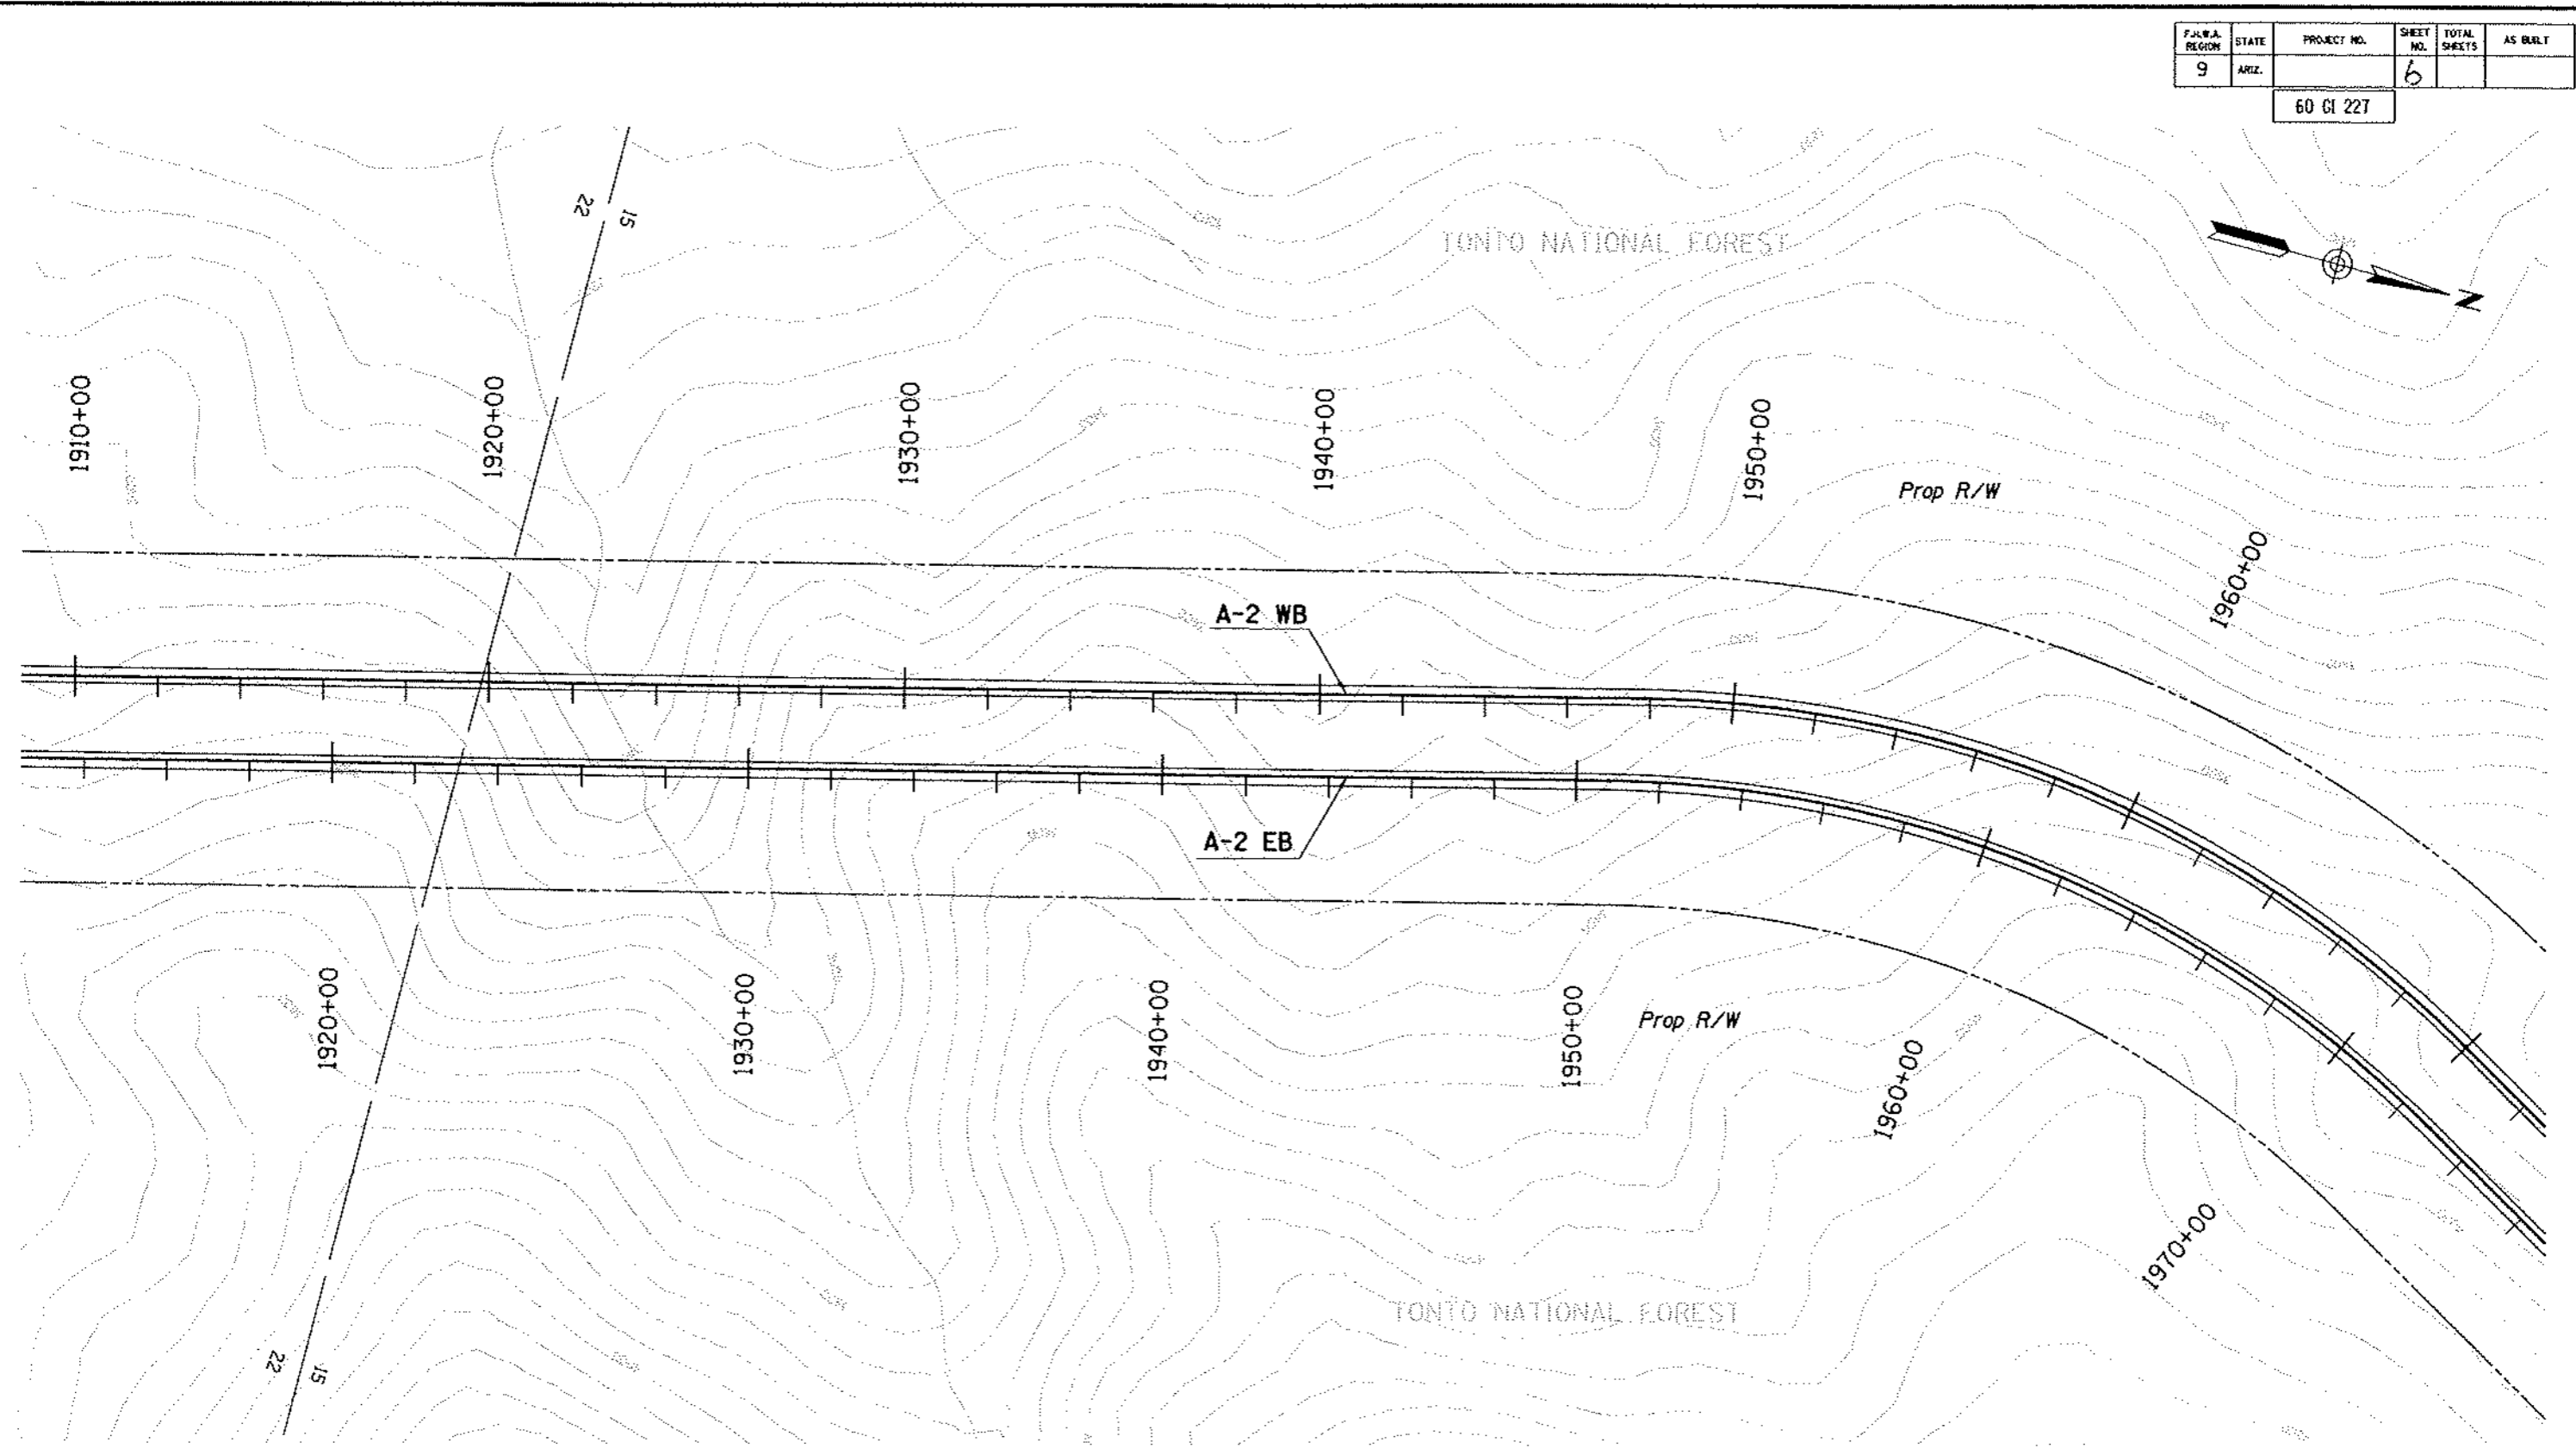 F.H.W.A. REGION
STATE
PROJECT NO.
SHEET NO.
TOTAL SHEETS
AS BUILT
9
ARIZ.
6
60 GI 227
22
15
TONTO NATIONAL FOREST
N
1910+00
1920+00
1930+00
1940+00
1950+00
Prop R/W
1960+00
A-2 WB
A-2 EB
1920+00
1930+00
1940+00
1950+00
Prop R/W
1960+00
1970+00
TONTO NATIONAL FOREST
22
15